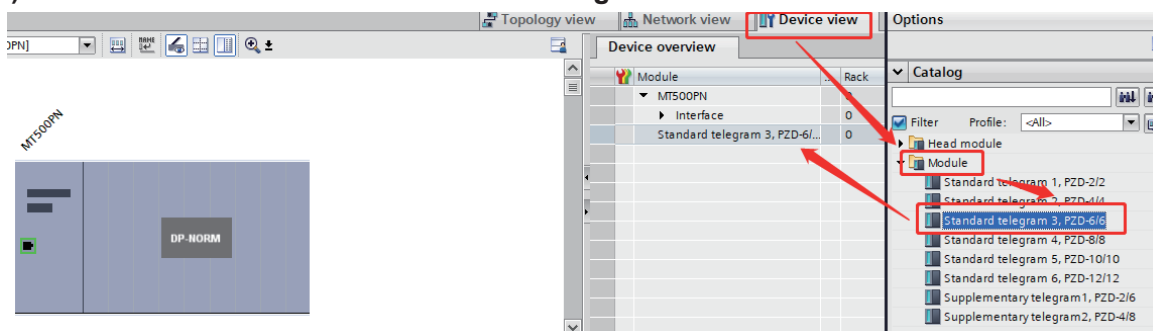 Topology view Network view Device view Options
OPN]
Device overview
Module ... Rack Catalog
MT500PN
Interface 0 Filter Profile: <All>
Standard telegram 3, PZD-6/... 0 Head module
Module
MT500PN
Standard telegram 1, PZD-2/2
Standard telegram 2, PZD-4/4
Standard telegram 3, PZD-6/6
DP-NORM
Standard telegram 4, PZD-8/8
Standard telegram 5, PZD-10/10
Standard telegram 6, PZD-12/12
Supplementary telegram1, PZD-2/6
Supplementary telegram2, PZD-4/8